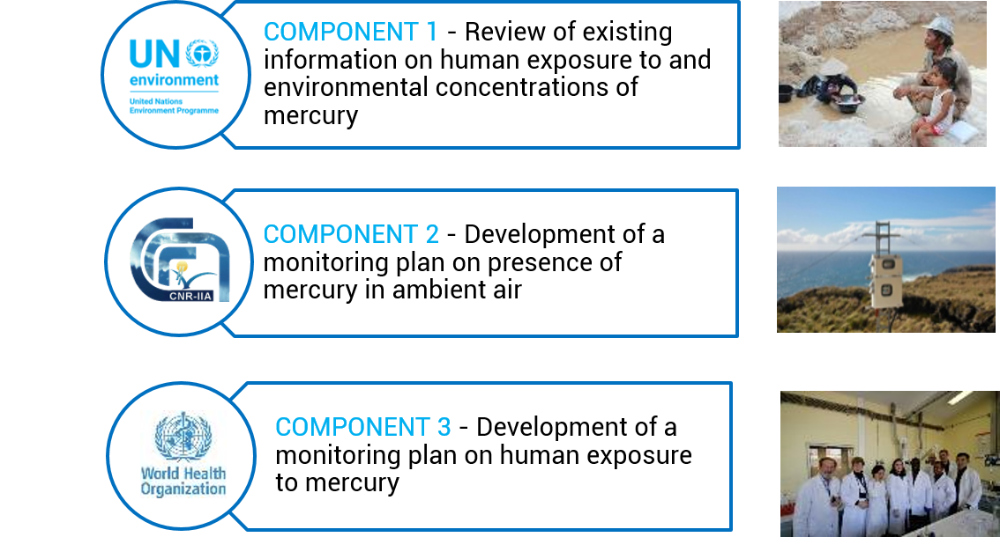 UN
environment
United Nations
Environment Programme
COMPONENT 1 - Review of existing
information on human exposure to and
environmental concentrations of
mercury
CNR-IIA
COMPONENT 2 - Development of a
monitoring plan on presence of
mercury in ambient air
World Health
Organization
COMPONENT 3 - Development of a
monitoring plan on human exposure
to mercury